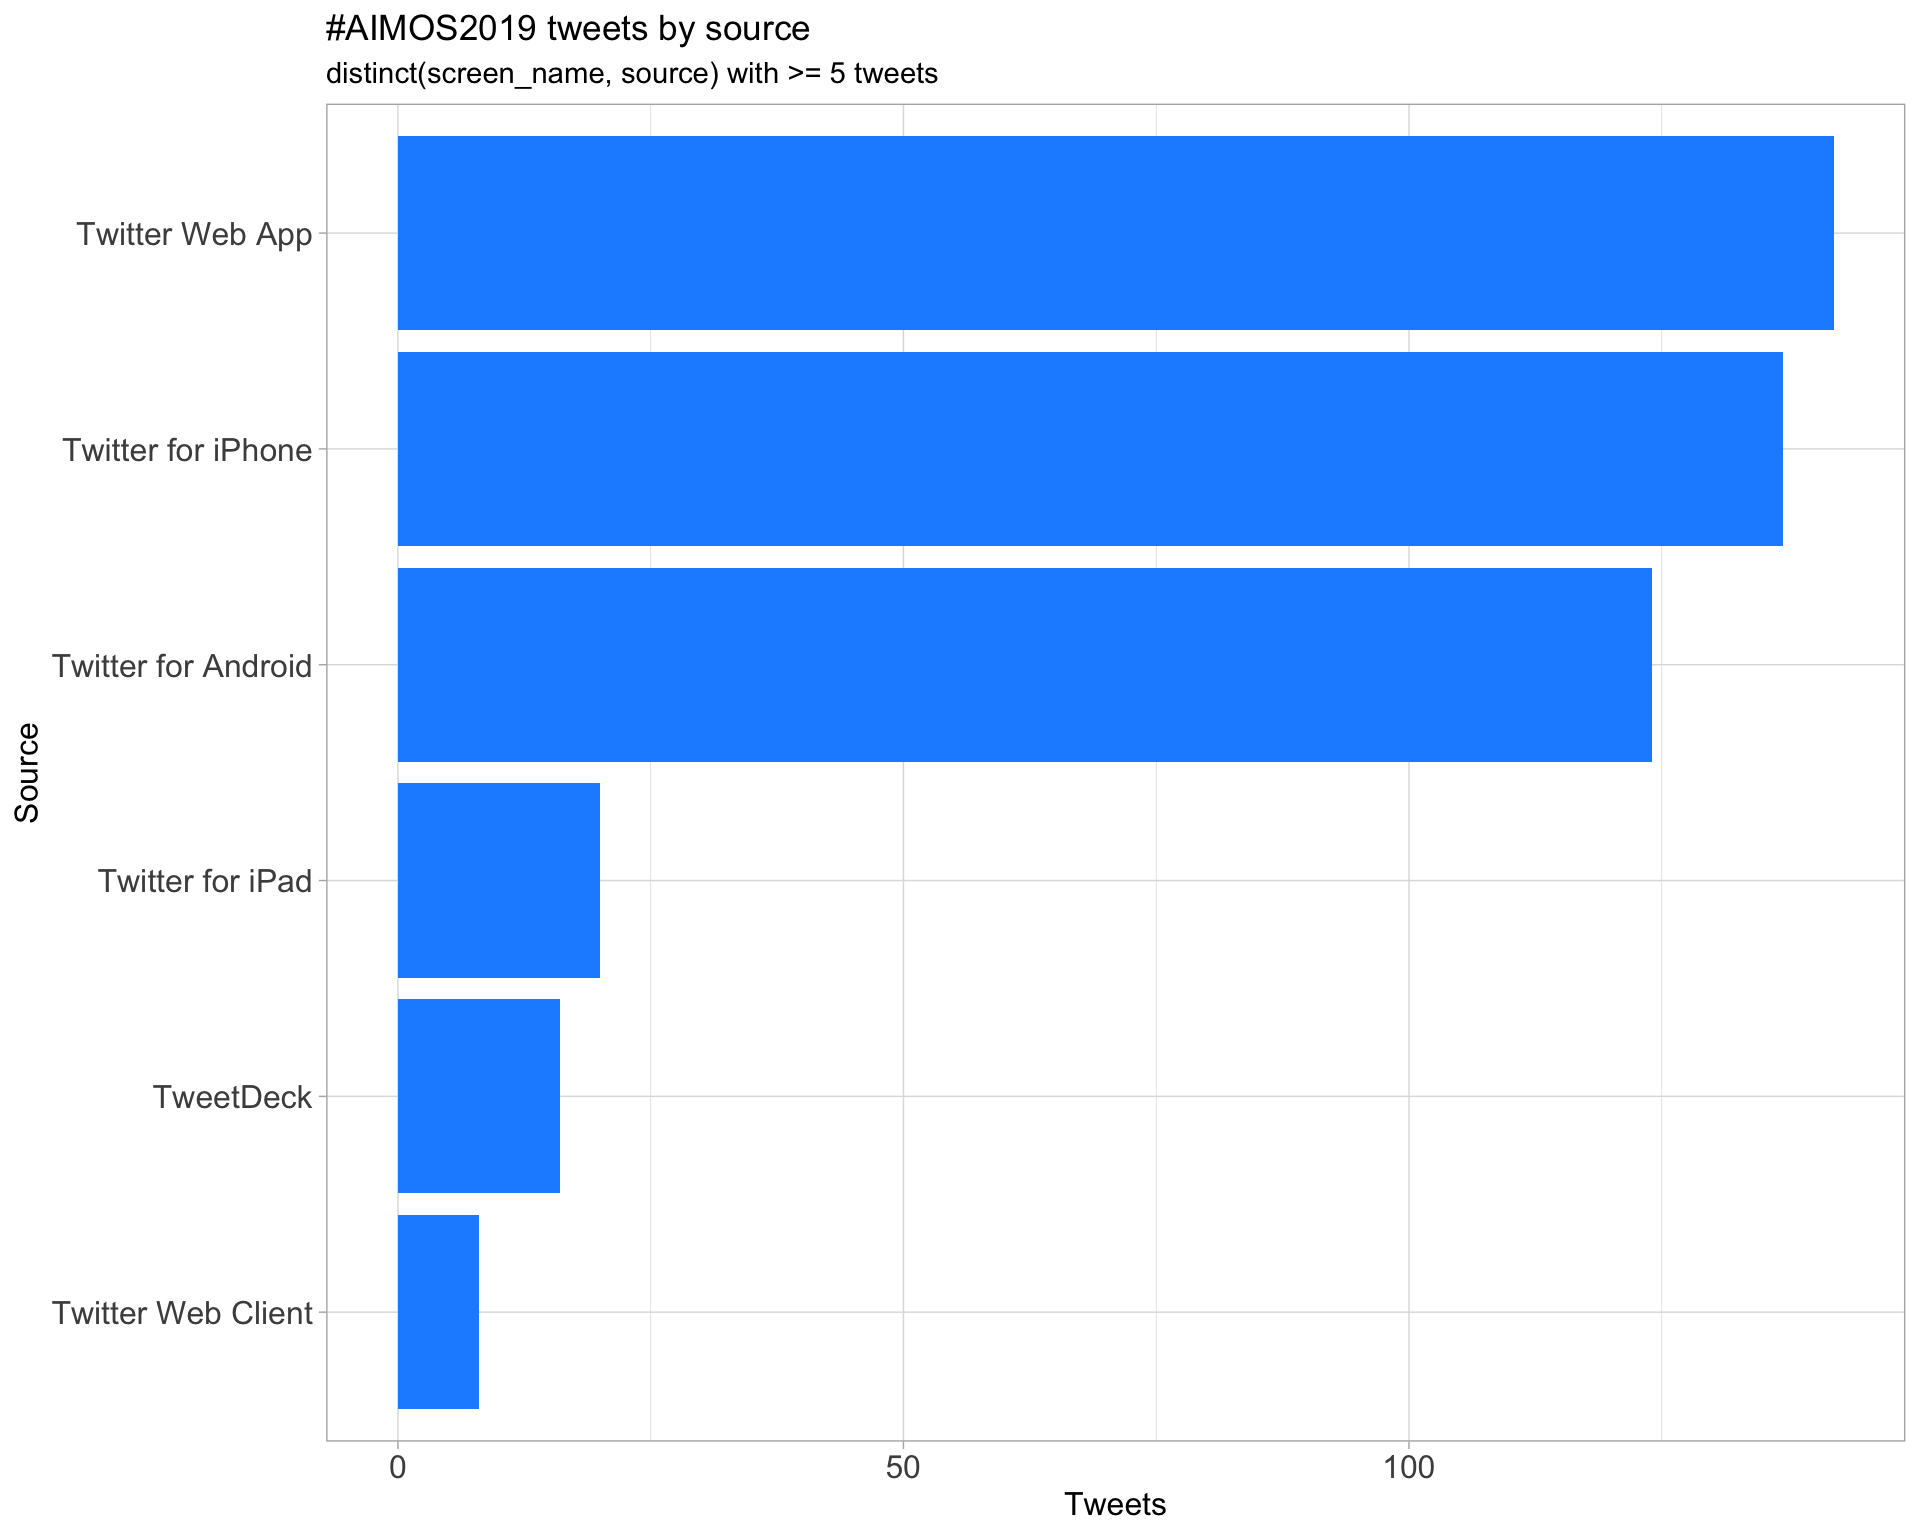 #AIMOS2019 tweets by source
distinct(screen_name, source) with >= 5 tweets
Twitter Web App
Twitter for iPhone
Twitter for Android
Twitter for iPad
TweetDeck
Twitter Web Client
Source
0 50 100
Tweets